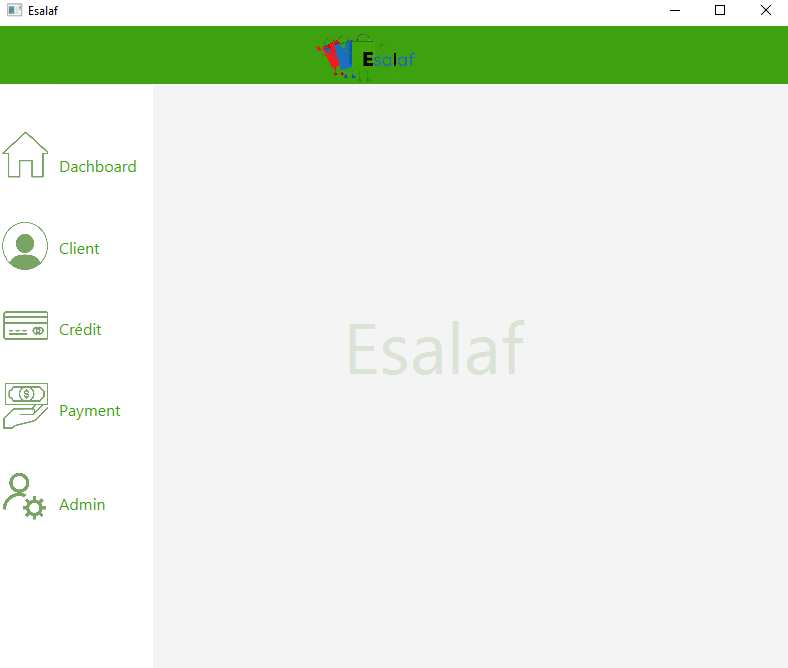 Esalaf
Esalaf
Dachboard
Client
Crédit
Payment
Admin
Esalaf